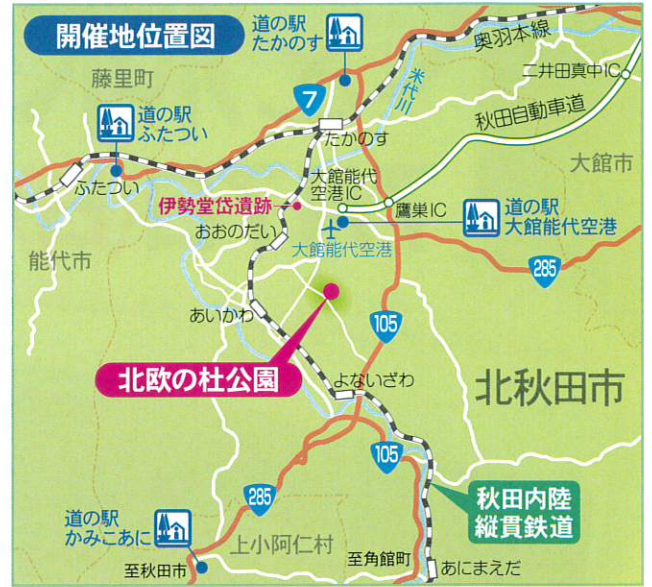 開催地位置図
道の駅
たかのす
奥羽本線
藤里町
7
米代川
二井田真中IC
道の駅
ふたつい
たかのす
秋田自動車道
大館市
ふたつい
大館能代
空港IC
伊勢堂岱遺跡
鷹巣IC
道の駅
大館能代空港
おおのだい
大館能代空港
能代市
285
あいかわ
105
北欧の杜公園
よないざわ
北秋田市
105
285
秋田内陸
縦貫鉄道
道の駅
かみこあに
上小阿仁村
至秋田市
至角館町
あにまえだ